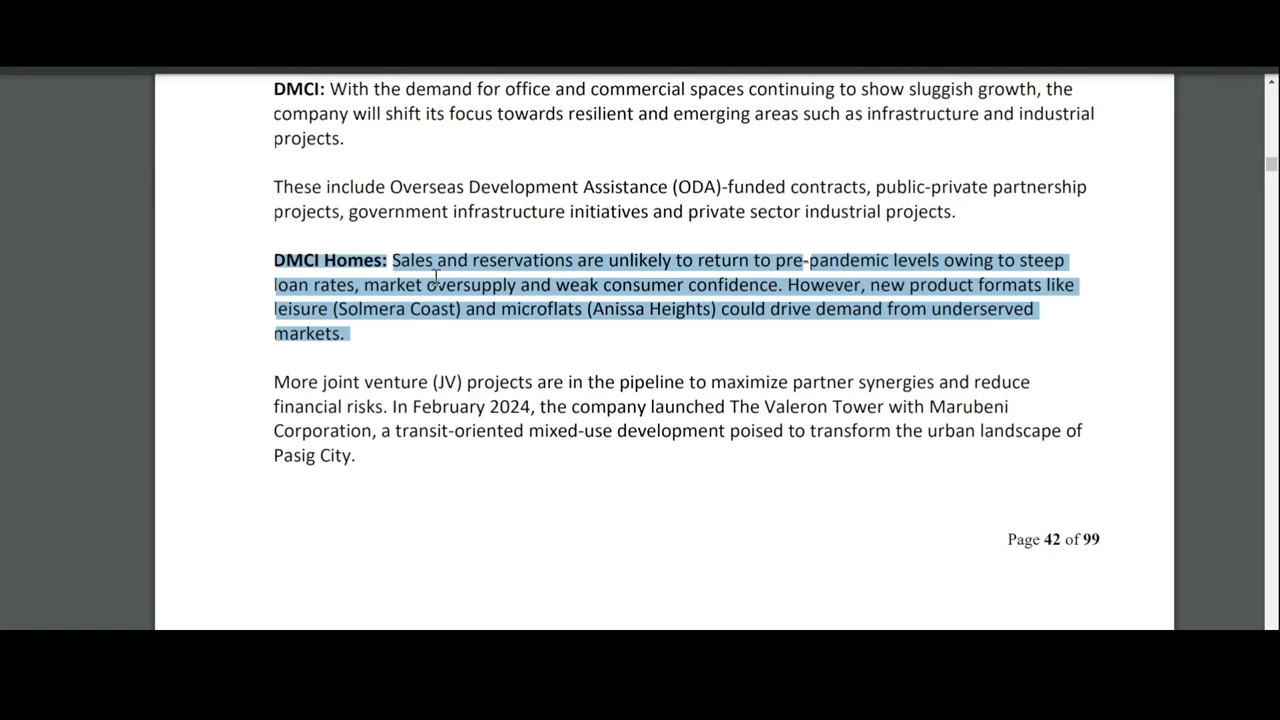 DMCI: With the demand for office and commercial spaces continuing to show sluggish growth, the
company will shift its focus towards resilient and emerging areas such as infrastructure and industrial
projects.
These include Overseas Development Assistance (ODA)-funded contracts, public-private partnership
projects, government infrastructure initiatives and private sector industrial projects.
DMCI Homes: Sales and reservations are unlikely to return to pre-pandemic levels owing to steep
loan rates, market oversupply and weak consumer confidence. However, new product formats like
leisure (Solmera Coast) and microflats (Anissa Heights) could drive demand from underserved
markets.
More joint venture (JV) projects are in the pipeline to maximize partner synergies and reduce
financial risks. In February 2024, the company launched The Valeron Tower with Marubeni
Corporation, a transit-oriented mixed-use development poised to transform the urban landscape of
Pasig City.
Page 42 of 99